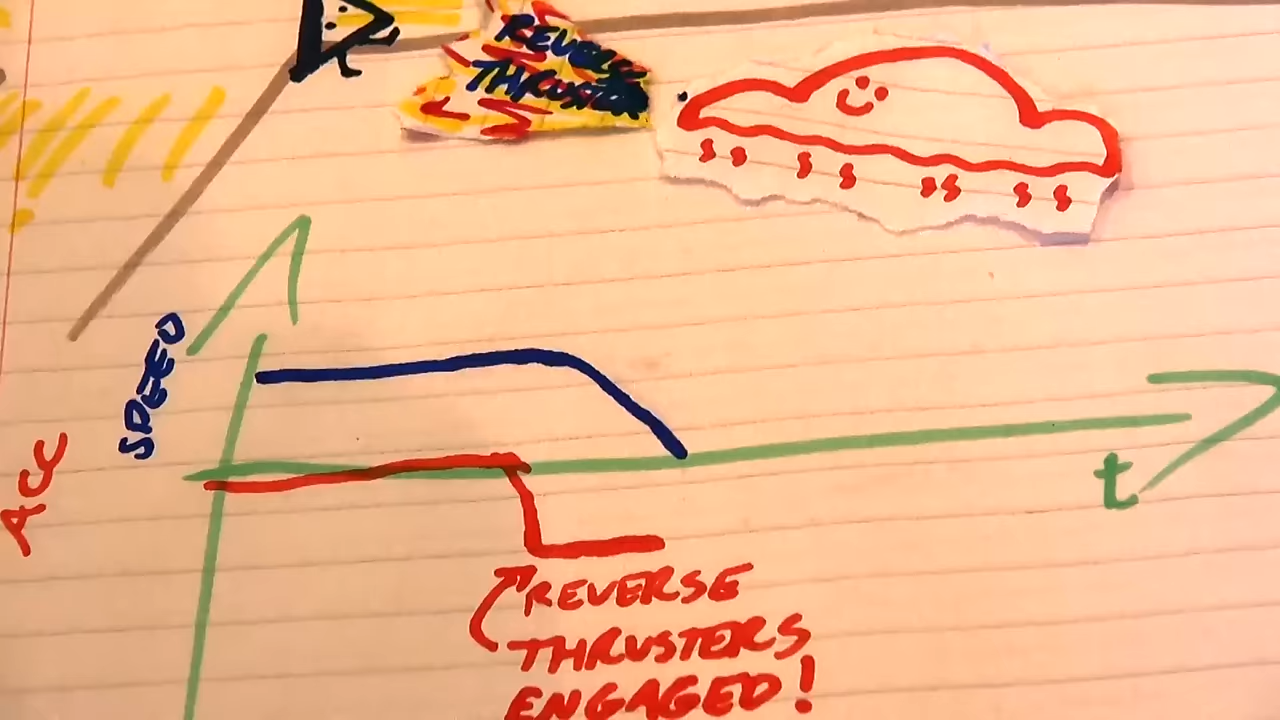 REVERSE
THRUSTER
SPEED
ACC
t
REVERSE
THRUSTERS
ENGAGED!